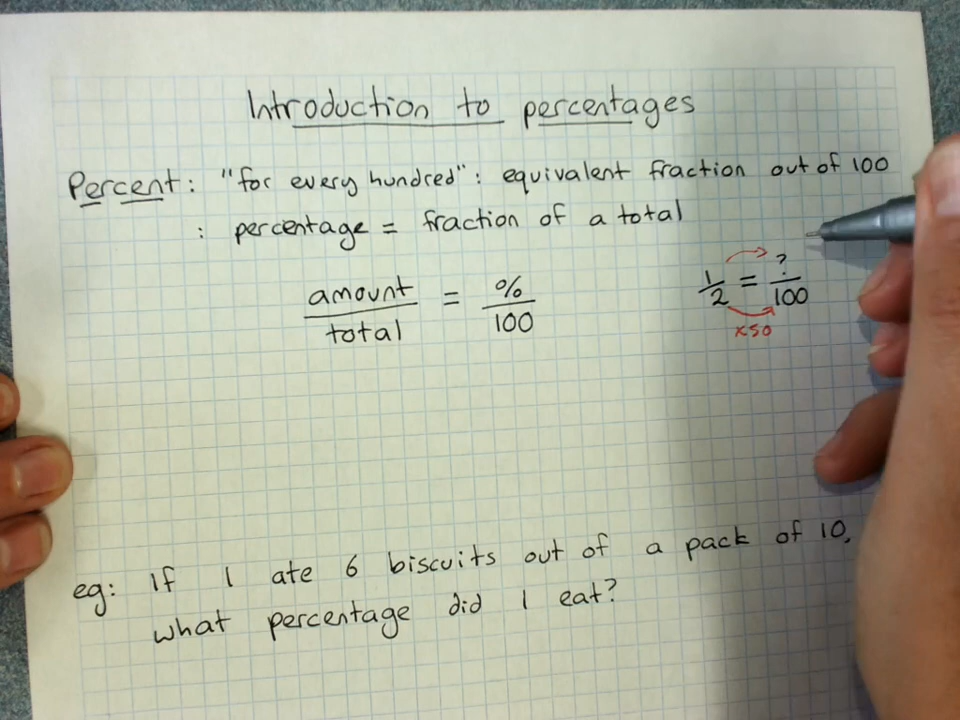 Introduction to percentages
Percent: "for every hundred": equivalent fraction out of 100
: percentage = fraction of a total
amount/total = %/100
1/2 = ?/100
x50
eg: If I ate 6 biscuits out of a pack of 10,
what percentage did I eat?